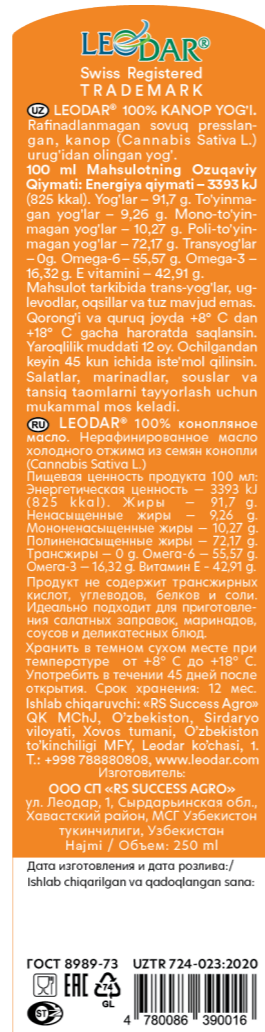 LEODAR®
Swiss Registered
TRADEMARK
UZ LEODAR® 100% KANOP YOG'I.
Rafinadlanmagan sovuq presslan-
gan, kanop (Cannabis Sativa L.)
urug'idan olingan yog'.
100 ml Mahsulotning Ozuqaviy
Qiymati: Energiya qiymati – 3393 kJ
(825 kkal). Yog'lar – 91,7 g. To'yinma-
gan yog'lar – 9,26 g. Mono-to'yin-
magan yog'lar – 10,27 g. Poli-to'yin-
magan yog'lar – 72,17 g. Transyog'lar
– 0g. Omega-6 – 55,57 g. Omega-3 –
16,32 g. E vitamini – 42,91 g.
Mahsulot tarkibida trans-yog'lar, ug-
levodlar, oqsillar va tuz mavjud emas.
Qorong'i va quruq joyda +8° C dan
+18° C gacha haroratda saqlansin.
Yaroqlilik muddati 12 oy. Ochilgandan
keyin 45 kun ichida iste'mol qilinsin.
Salatlar, marinadlar, souslar va
tansiq taomlarni tayyorlash uchun
mukammal mos keladi.
RU LEODAR® 100% конопляное
масло. Нерафинированное масло
холодного отжима из семян конопли
(Cannabis Sativa L.)
Пищевая ценность продукта 100 мл:
Энергетическая ценность – 3393 kJ
(825 kkal). Жиры – 91,7 g.
Ненасыщенные жиры – 9,26 g.
Мононенасыщенные жиры – 10,27 g.
Полиненасыщенные жиры – 72,17 g.
Трансжиры – 0 g. Омега-6 – 55,57 g.
Омега-3 – 16,32 g. Витамин Е - 42,91 g.
Продукт не содержит трансжирных
кислот, углеводов, белков и соли.
Идеально подходит для приготовле-
ния салатных заправок, маринадов,
соусов и деликатесных блюд.
Хранить в темном сухом месте при
температуре от +8° С до +18° С.
Употребить в течении 45 дней после
открытия. Срок хранения: 12 мес.
Ishlab chiqaruvchi: «RS Success Agro»
QK MChJ, O'zbekiston, Sirdaryo
viloyati, Xovos tumani, O'zbekiston
to'kinchiligi MFY, Leodar ko'chasi, 1.
T.: +998 788880808, www.leodar.com
Изготовитель:
ООО СП «RS SUCCESS AGRO»
ул. Леодар, 1, Сырдарьинская обл.,
Хавастский район, МСГ Узбекистон
тукинчилиги, Узбекистан
Hajmi / Объем: 250 ml
Дата изготовления и дата розлива:/
Ishlab chiqarilgan va qadoqlangan sana:
ГОСТ 8989-73 UZTR 724-023:2020
EAC 74
GL
ST
4 780086 390016